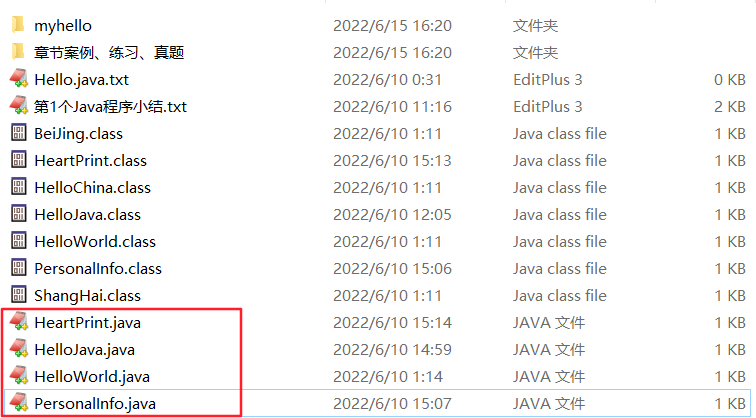 myhello 2022/6/15 16:20 文件夹
章节案例、练习、真题 2022/6/15 16:20 文件夹
Hello.java.txt 2022/6/10 0:31 EditPlus 3 0 KB
第1个Java程序小结.txt 2022/6/10 11:16 EditPlus 3 2 KB
BeiJing.class 2022/6/10 1:11 Java class file 1 KB
HeartPrint.class 2022/6/10 15:13 Java class file 1 KB
HelloChina.class 2022/6/10 1:11 Java class file 1 KB
HelloJava.class 2022/6/10 12:05 Java class file 1 KB
HelloWorld.class 2022/6/10 1:11 Java class file 1 KB
PersonalInfo.class 2022/6/10 15:06 Java class file 1 KB
ShangHai.class 2022/6/10 1:11 Java class file 1 KB
HeartPrint.java 2022/6/10 15:14 JAVA 文件 1 KB
HelloJava.java 2022/6/10 14:59 JAVA 文件 1 KB
HelloWorld.java 2022/6/10 1:14 JAVA 文件 1 KB
PersonalInfo.java 2022/6/10 15:07 JAVA 文件 1 KB